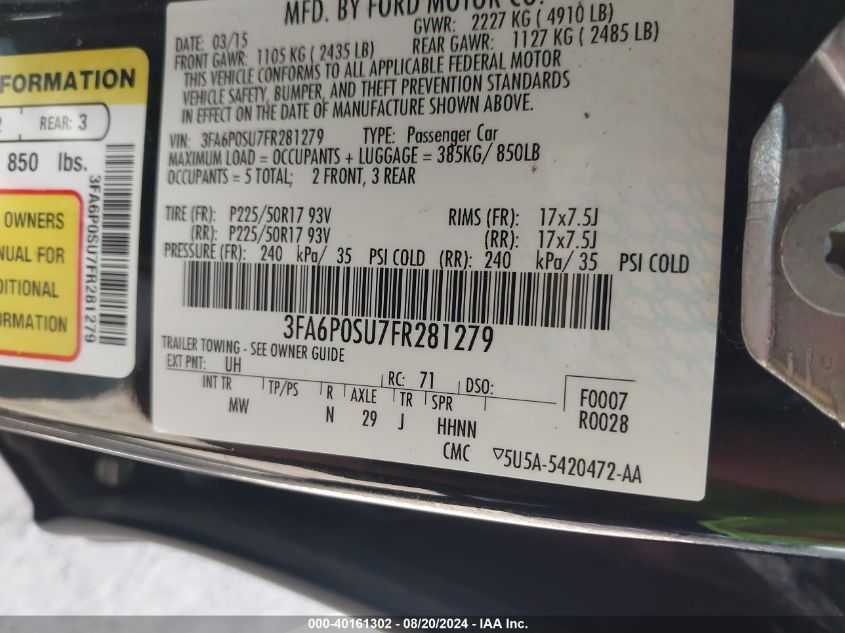 MFD. BY FORD MOTOR CO.
DATE: 03/15
GVWR: 2227 KG ( 4910 LB)
FRONT GAWR: 1105 KG ( 2435 LB)
REAR GAWR: 1127 KG ( 2485 LB)
THIS VEHICLE CONFORMS TO ALL APPLICABLE FEDERAL MOTOR
VEHICLE SAFETY, BUMPER, AND THEFT PREVENTION STANDARDS
IN EFFECT ON THE DATE OF MANUFACTURE SHOWN ABOVE.
VIN: 3FA6P0SU7FR281279 TYPE: Passenger Car
MAXIMUM LOAD = OCCUPANTS + LUGGAGE = 385KG/ 850LB
OCCUPANTS = 5 TOTAL; 2 FRONT, 3 REAR
TIRE (FR): P225/50R17 93V RIMS (FR): 17x7.5J
(RR): P225/50R17 93V (RR): 17x7.5J
PRESSURE (FR): 240 kPa/ 35 PSI COLD (RR): 240 kPa/ 35 PSI COLD
3FA6P0SU7FR281279
TRAILER TOWING - SEE OWNER GUIDE
EXT PNT: UH RC: 71 DSO:
INT TR TP/PS R AXLE TR SPR
MW N 29 J HHNN
F0007
R0028
CMC ▽5U5A-5420472-AA
FORMATION
2 REAR: 3
850 lbs.
OWNERS
NUAL FOR
DITIONAL
ORMATION
3FA6P0SU7FR281279
000-40161302 - 08/20/2024 - IAA Inc.